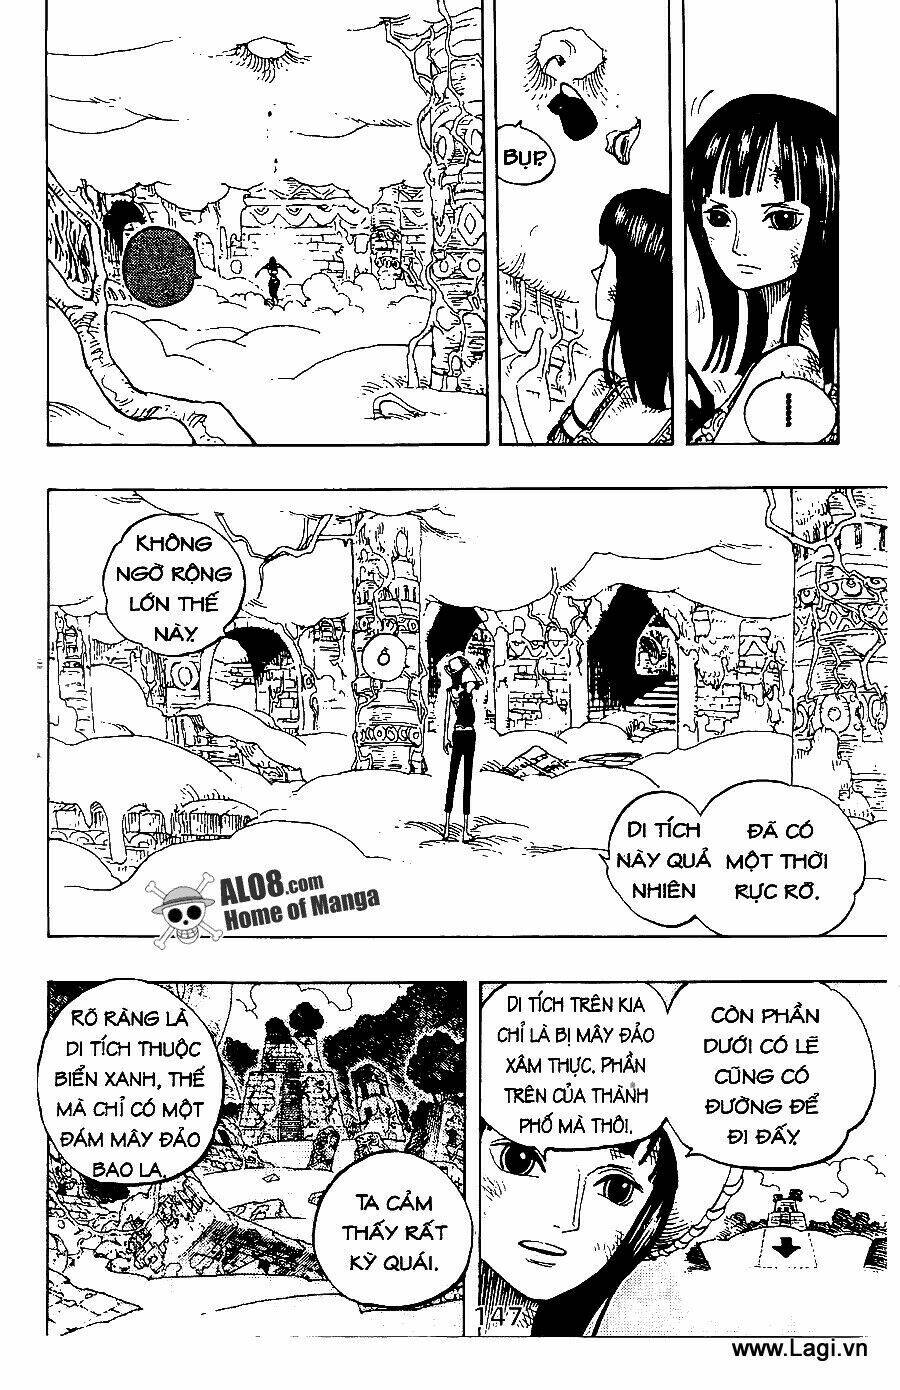 BỤP.
KHÔNG
NGỜ RỘNG
LỚN THẾ
NÀY.
Ồ
DI TÍCH
NÀY QUẢ
NHIÊN
ĐÃ CÓ
MỘT THỜI
RỰC RỠ.
AL08.com
Home of Manga
RÕ RÀNG LÀ
DI TÍCH THUỘC
BIỂN XANH, THẾ
MÀ CHỈ CÓ MỘT
ĐÁM MÂY ĐẢO
BAO LA.
TA CẢM
THẤY RẤT
KỲ QUÁI.
DI TÍCH TRÊN KIA
CHỈ LÀ BỊ MÂY ĐẢO
XÂM THỰC. PHẦN
TRÊN CỦA THÀNH
PHỐ MÀ THÔI.
CÒN PHẦN
DƯỚI CÓ LẼ
CŨNG CÓ
ĐƯỜNG ĐỂ
ĐI ĐẤY.
147
www.Lagi.vn